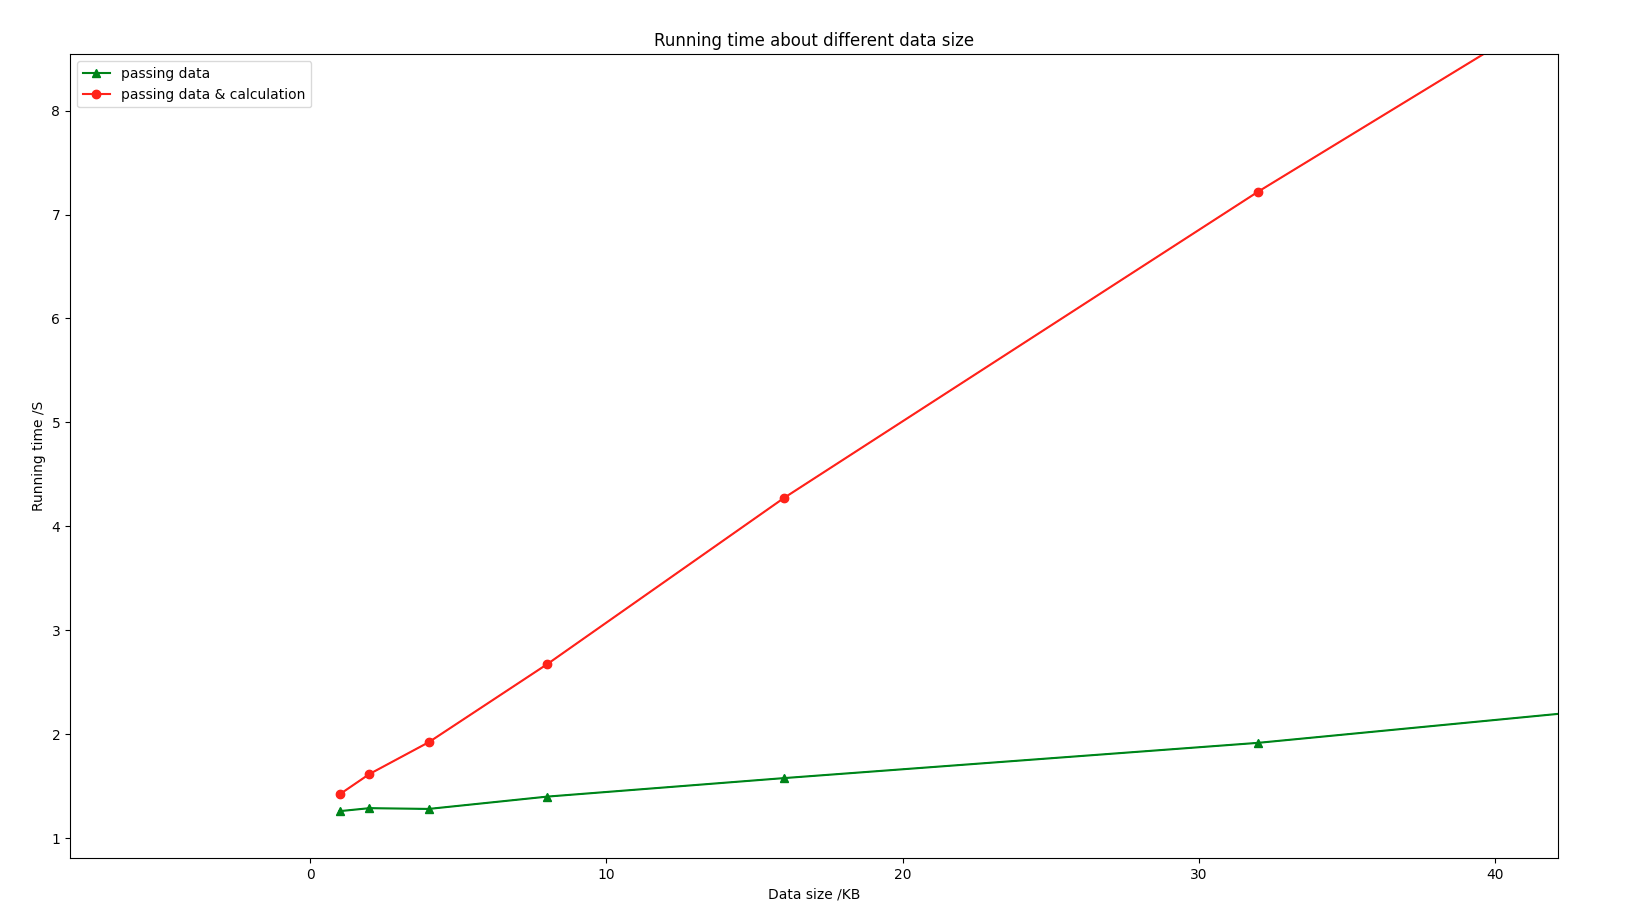 Running time about different data size
passing data
passing data & calculation
8
7
6
5
4
3
2
1
Running time /S
0 10 20 30 40
Data size /KB